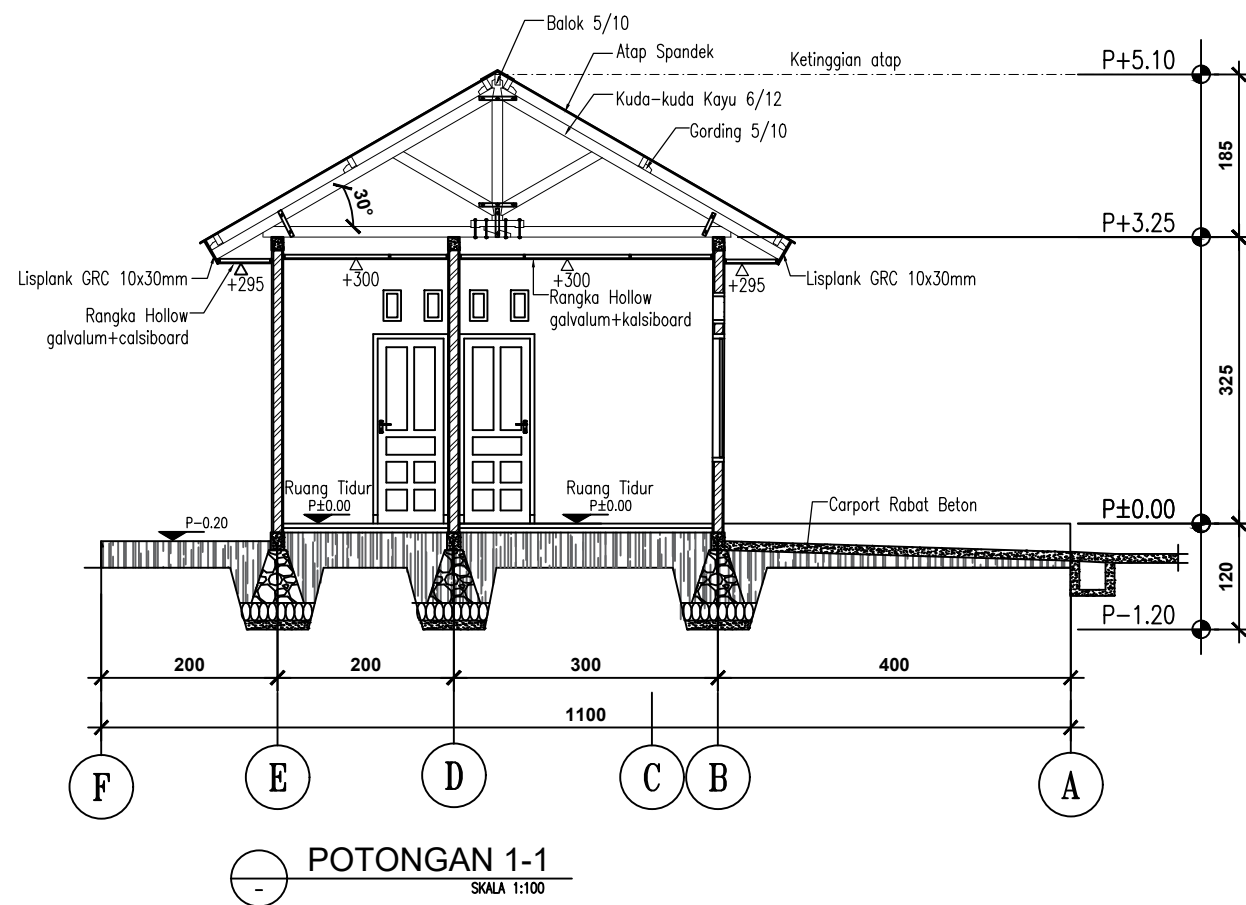 Balok 5/10
Atap Spandek
Ketinggian atap
P+5.10
Kuda-kuda Kayu 6/12
Gording 5/10
185
30°
P+3.25
Lisplank GRC 10x30mm
+295
+300
+300
+295
Lisplank GRC 10x30mm
Rangka Hollow
galvalum+calsiboard
Rangka Hollow
galvalum+kalsiboard
325
Ruang Tidur
P±0.00
Ruang Tidur
P±0.00
Carport Rabat Beton
P±0.00
P-0.20
120
P-1.20
200
200
300
400
1100
F
E
D
C
B
A
POTONGAN 1-1
SKALA 1:100
-